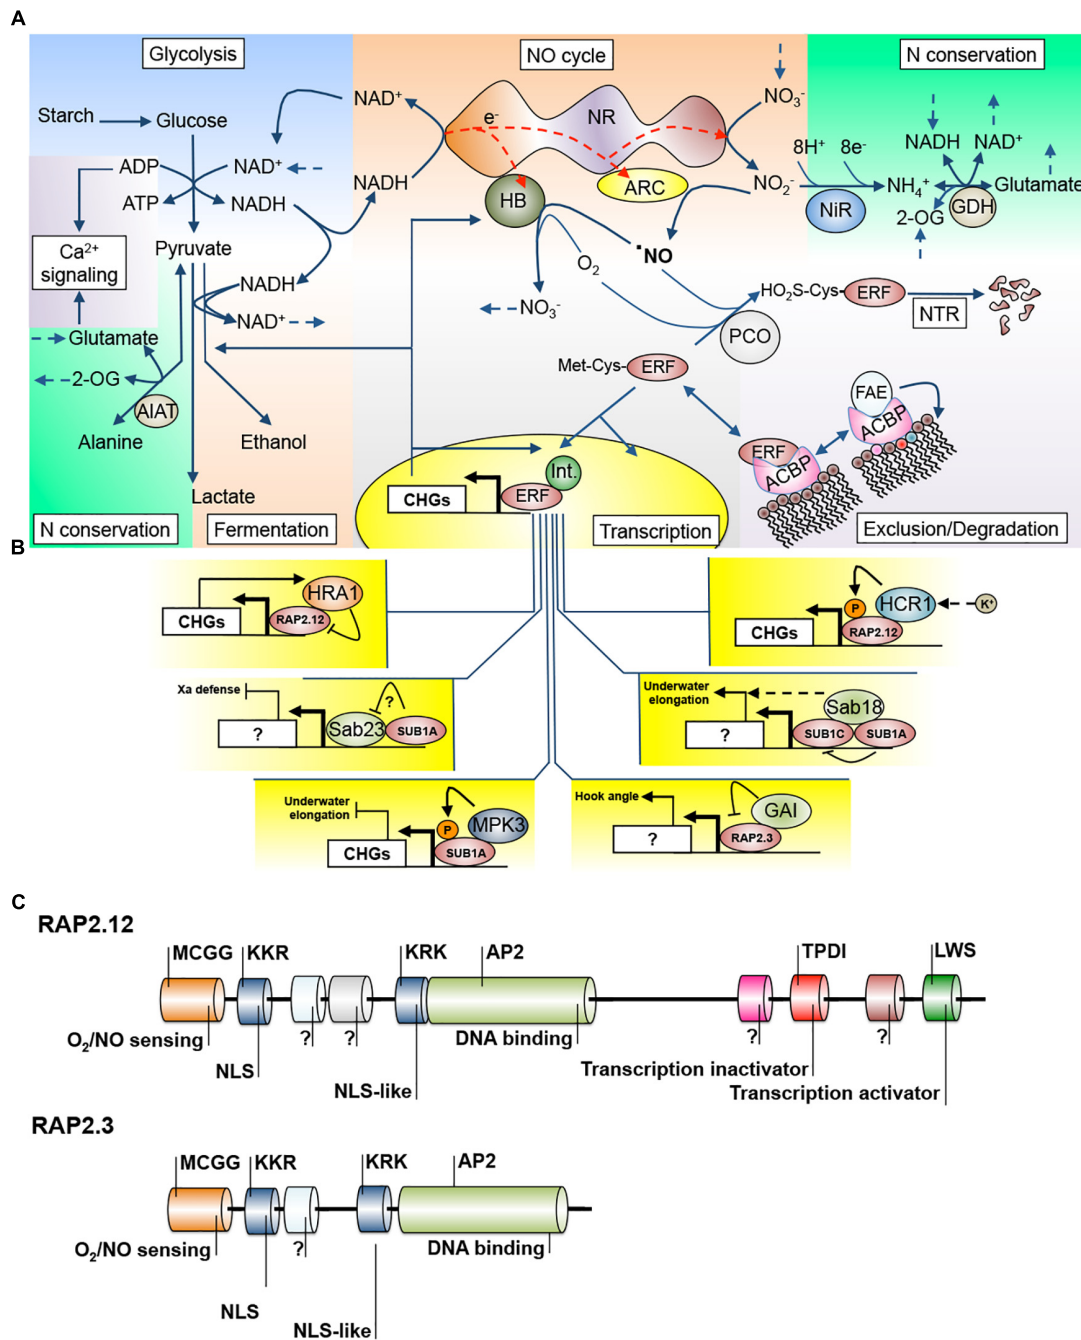 A
Glycolysis
NO cycle
N conservation
Starch
Glucose
NAD⁺
e⁻
NR
NO₃⁻
8H⁺
8e⁻
NADH
NAD⁺
ADP
NAD⁺
ATP
NADH
NADH
HB
ARC
NO₂⁻
NiR
NH₄⁺
GDH
Glutamate
2-OG
Ca²⁺
signaling
Pyruvate
NADH
NAD⁺
O₂
·NO
NO₃⁻
HO₂S-Cys-
ERF
NTR
PCO
Glutamate
2-OG
AlAT
Alanine
Ethanol
Lactate
Met-Cys-
ERF
FAE
ACBP
ERF
ACBP
Int.
ERF
CHGs
N conservation
Fermentation
Transcription
Exclusion/Degradation
B
HRA1
RAP2.12
CHGs
HCR1
K⁺
P
RAP2.12
CHGs
Xa defense
?
?
Sab23
SUB1A
Underwater
elongation
?
Sab18
SUB1C
SUB1A
Underwater
elongation
P
MPK3
SUB1A
CHGs
Hook angle
?
GAI
RAP2.3
C
RAP2.12
MCGG
KKR
KRK
AP2
TPDI
LWS
O₂/NO sensing
NLS
?
?
NLS-like
DNA binding
?
Transcription inactivator
?
Transcription activator
RAP2.3
MCGG
KKR
KRK
AP2
O₂/NO sensing
NLS
?
NLS-like
DNA binding